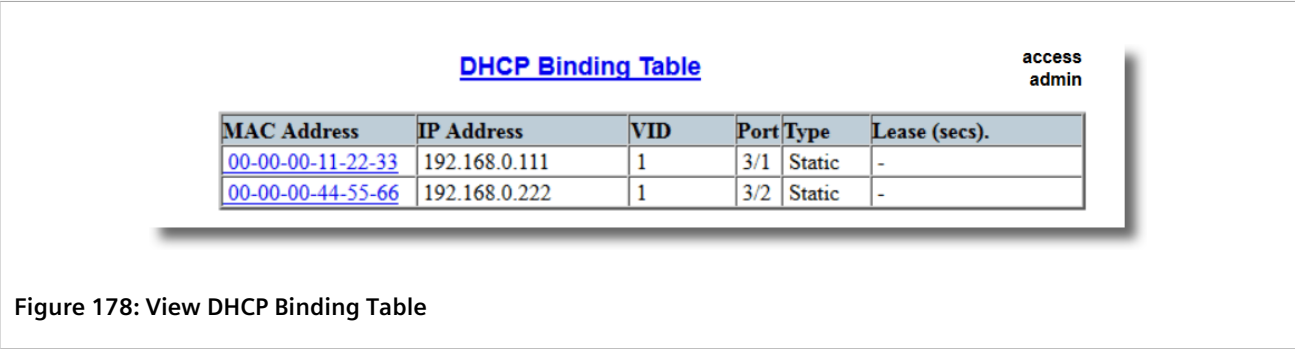 DHCP Binding Table
access
admin
MAC Address IP Address VID Port Type Lease (secs).
00-00-00-11-22-33 192.168.0.111 1 3/1 Static -
00-00-00-44-55-66 192.168.0.222 1 3/2 Static -
Figure 178: View DHCP Binding Table